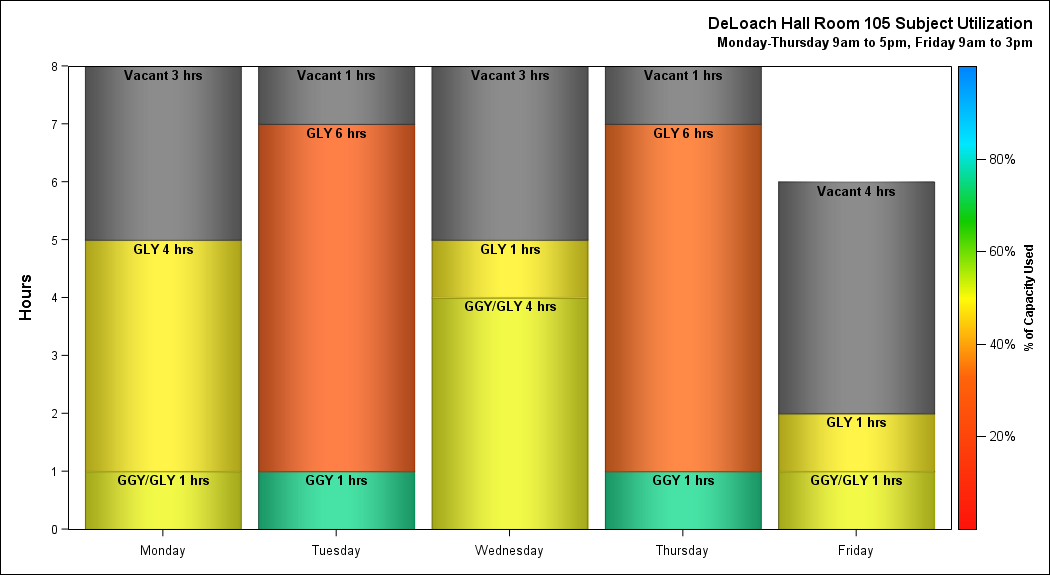 DeLoach Hall Room 105 Subject Utilization
Monday-Thursday 9am to 5pm, Friday 9am to 3pm
Hours
8
7
6
5
4
3
2
1
0
Vacant 3 hrs
GLY 4 hrs
GGY/GLY 1 hrs
Vacant 1 hrs
GLY 6 hrs
GGY 1 hrs
Vacant 3 hrs
GLY 1 hrs
GGY/GLY 4 hrs
Vacant 1 hrs
GLY 6 hrs
GGY 1 hrs
Vacant 4 hrs
GLY 1 hrs
GGY/GLY 1 hrs
Monday
Tuesday
Wednesday
Thursday
Friday
80%
60%
40%
20%
% of Capacity Used